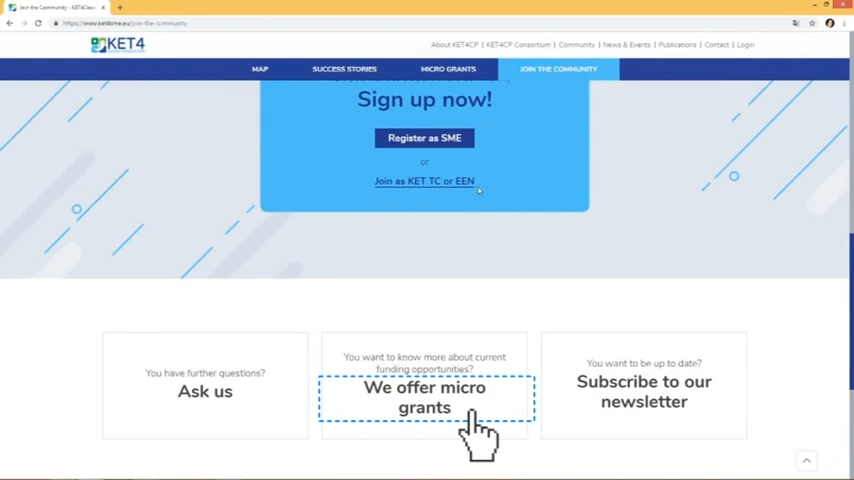 Join the Community - KET4Clean
https://www.ket4sme.eu/join-the-community
KET4
About KET4CP | KET4CP Consortium | Community | News & Events | Publications | Contact | Login
MAP SUCCESS STORIES MICRO GRANTS JOIN THE COMMUNITY
Sign up now!
Register as SME
or
Join as KET TC or EEN
You have further questions?
Ask us
You want to know more about current
funding opportunities?
We offer micro
grants
You want to be up to date?
Subscribe to our
newsletter